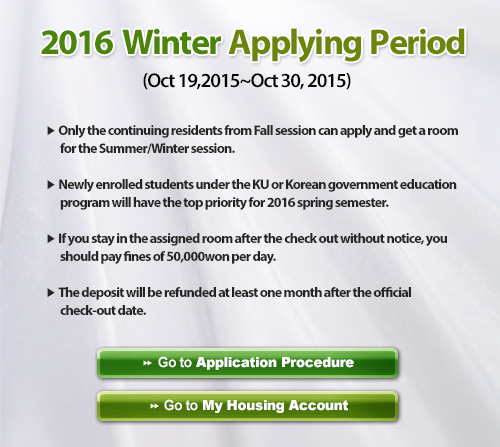 2016 Winter Applying Period
(Oct 19,2015~Oct 30, 2015)
▶ Only the continuing residents from Fall session can apply and get a room
for the Summer/Winter session.
▶ Newly enrolled students under the KU or Korean government education
program will have the top priority for 2016 spring semester.
▶ If you stay in the assigned room after the check out without notice, you
should pay fines of 50,000won per day.
▶ The deposit will be refunded at least one month after the official
check-out date.
Go to Application Procedure
Go to My Housing Account